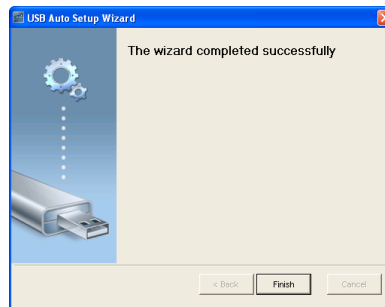 USB Auto Setup Wizard
The wizard completed successfully
< Back
Finish
Cancel